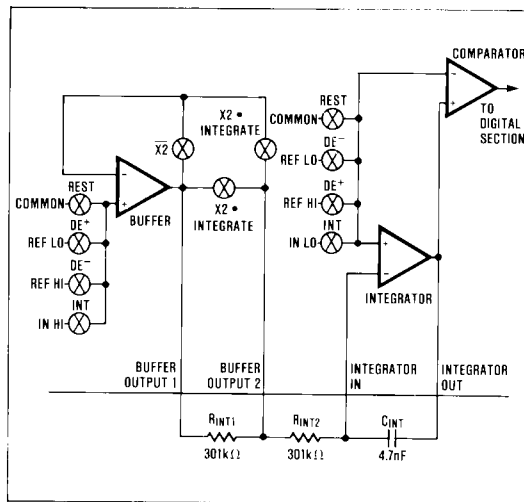 COMPARATOR
TO
DIGITAL
SECTION
X2 •
INTEGRATE
X2
REST
COMMON
DE⁻
REF LO
DE⁺
REF HI
INT
IN LO
INTEGRATOR
X2 •
INTEGRATE
BUFFER
REST
COMMON
DE⁺
REF LO
DE⁻
REF HI
INT
IN HI
BUFFER
OUTPUT 1
BUFFER
OUTPUT 2
INTEGRATOR
IN
INTEGRATOR
OUT
RINT1
301kΩ
RINT2
301kΩ
CINT
4.7nF